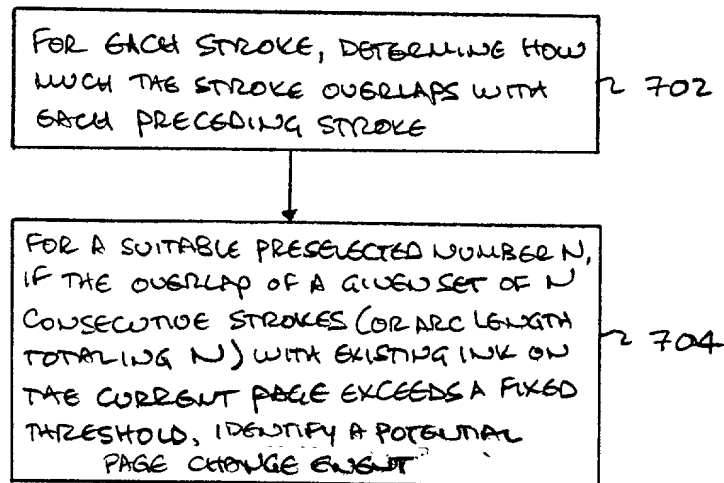 FOR EACH STROKE, DETERMINE HOW
MUCH THE STROKE OVERLAPS WITH
EACH PRECEDING STROKE
702
FOR A SUITABLE PRESELECTED NUMBER N,
IF THE OVERLAP OF A GIVEN SET OF N
CONSECUTIVE STROKES (OR ARC LENGTH
TOTALING N) WITH EXISTING INK ON
THE CURRENT PAGE EXCEEDS A FIXED
THRESHOLD, IDENTIFY A POTENTIAL
PAGE CHANGE EVENT
704